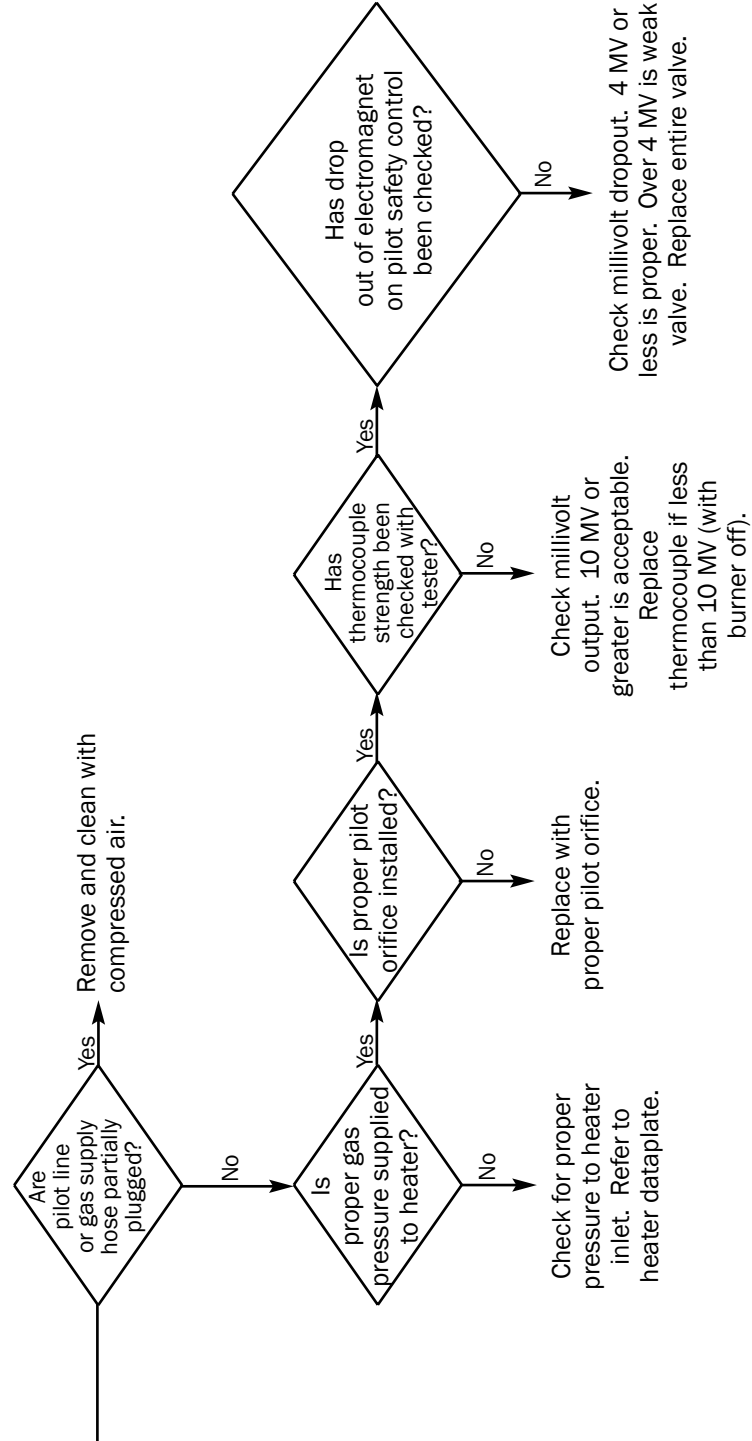 Are
pilot line
or gas supply
hose partially
plugged?
Yes
Remove and clean with
compressed air.
No
Is
proper gas
pressure supplied
to heater?
No
Check for proper
pressure to heater
inlet.  Refer to
heater dataplate.
Yes
Is proper pilot
orifice installed?
No
Replace with
proper pilot orifice.
Yes
Has
thermocouple
strength been
checked with
tester?
No
Check millivolt
output.  10 MV or
greater is acceptable.
Replace
thermocouple if less
than 10 MV (with
burner off).
Yes
Has drop
out of electromagnet
on pilot safety control
been checked?
No
Check millivolt dropout.  4 MV or
less is proper.  Over 4 MV is weak
valve.  Replace entire valve.